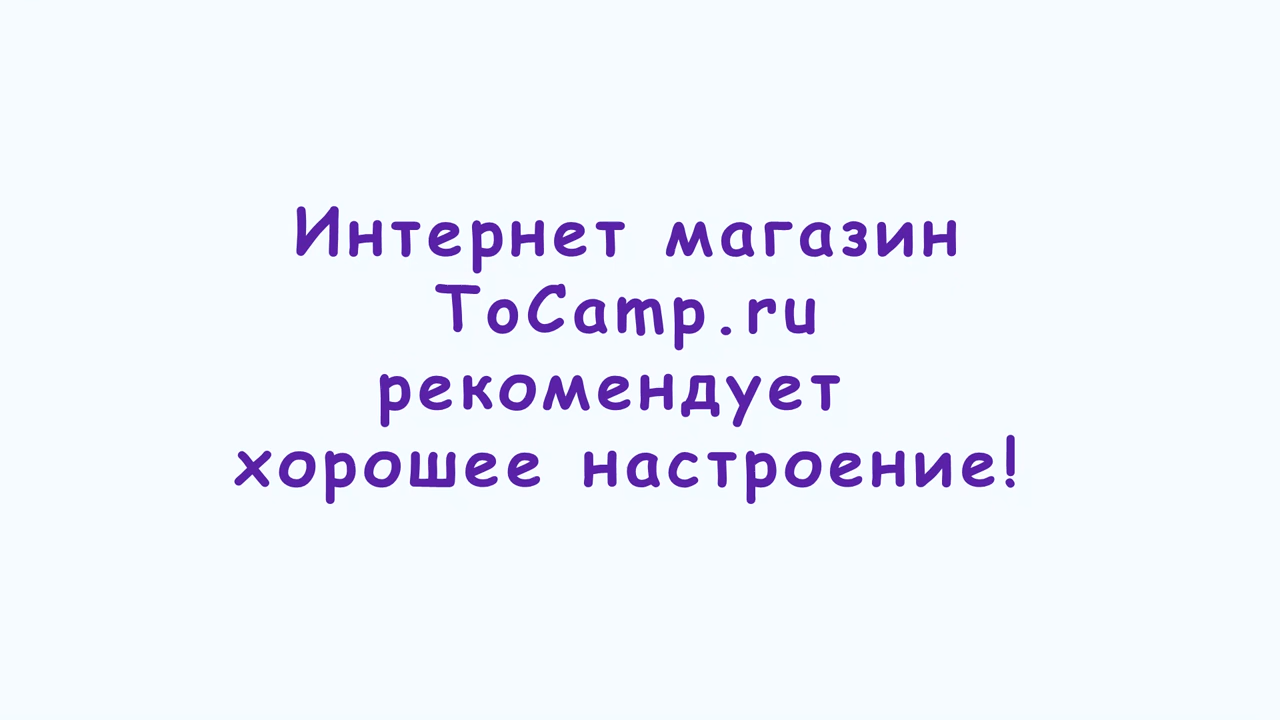 Интернет магазин
ToCamp.ru
рекомендует
хорошее настроение!